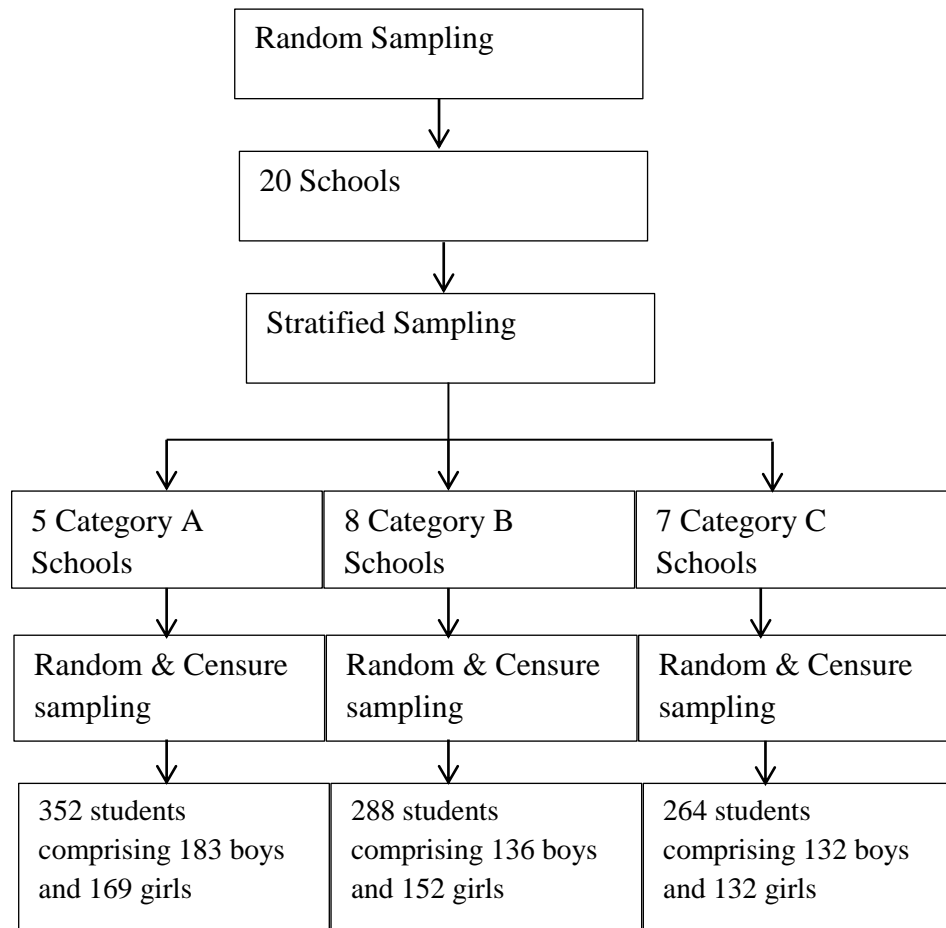 Random Sampling
20 Schools
Stratified Sampling
5 Category A
Schools
8 Category B
Schools
7 Category C
Schools
Random & Censure
sampling
Random & Censure
sampling
Random & Censure
sampling
352 students
comprising 183 boys
and 169 girls
288 students
comprising 136 boys
and 152 girls
264 students
comprising 132 boys
and 132 girls